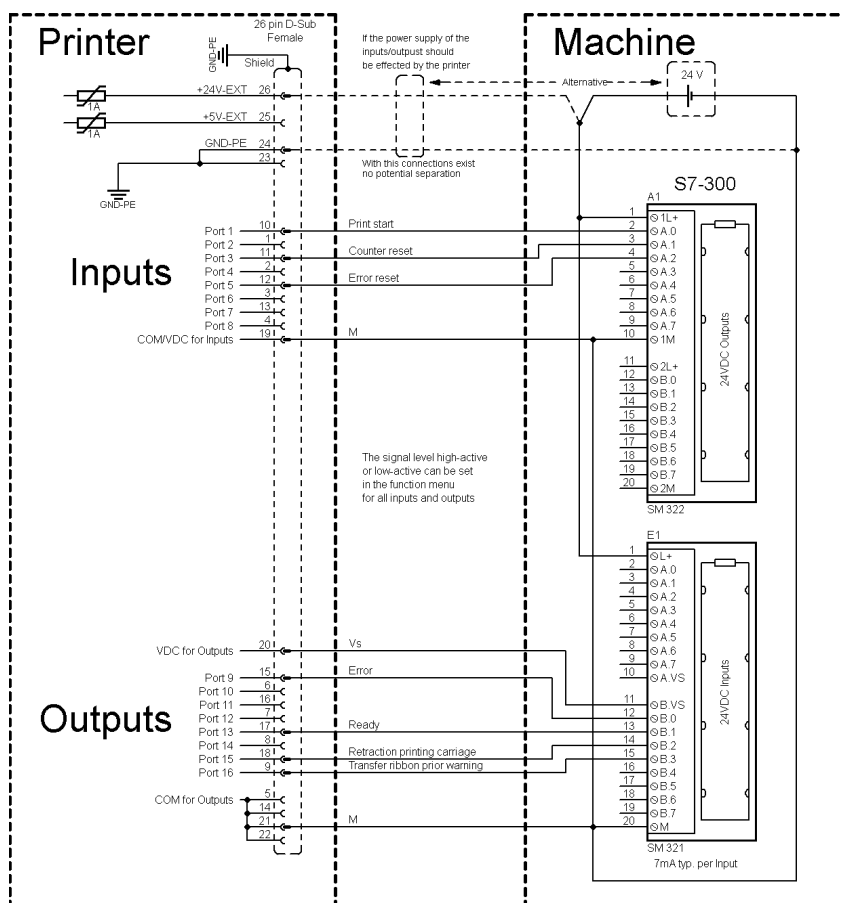 Printer
26 pin D-Sub
Female
GND-PE
Shield
If the power supply of the
inputs/outpust should
be effected by the printer
Machine
Alternative
24 V
+24V-EXT 26
1A
+5V-EXT 25
1A
GND-PE 24
23
GND-PE
With this connections exist
no potential separation
S7-300
A1
Inputs
Port 1 10 Print start
Port 2 1
Port 3 11 Counter reset
Port 4 2
Port 5 12 Error reset
Port 6 3
Port 7 13
Port 8 4
COM/VDC for Inputs 19 M
1 1L+
2 A.0
3 A.1
4 A.2
5 A.3
6 A.4
7 A.5
8 A.6
9 A.7
10 1M
11 2L+
12 B.0
13 B.1
14 B.2
15 B.3
16 B.4
17 B.5
18 B.6
19 B.7
20 2M
24VDC Outputs
SM 322
The signal level high-active
or low-active can be set
in the function menu
for all inputs and outputs
E1
1 L+
2 A.0
3 A.1
4 A.2
5 A.3
6 A.4
7 A.5
8 A.6
9 A.7
10 A.VS
11 B.VS
12 B.0
13 B.1
14 B.2
15 B.3
16 B.4
17 B.5
18 B.6
19 B.7
20 M
24VDC Inputs
SM 321
7mA typ. per Input
Outputs
VDC for Outputs 20 Vs
Port 9 15 Error
Port 10 6
Port 11 16
Port 12 7
Port 13 17 Ready
Port 14 8
Port 15 18 Retraction printing carriage
Port 16 9 Transfer ribbon prior warning
COM for Outputs 5
14
21 M
22